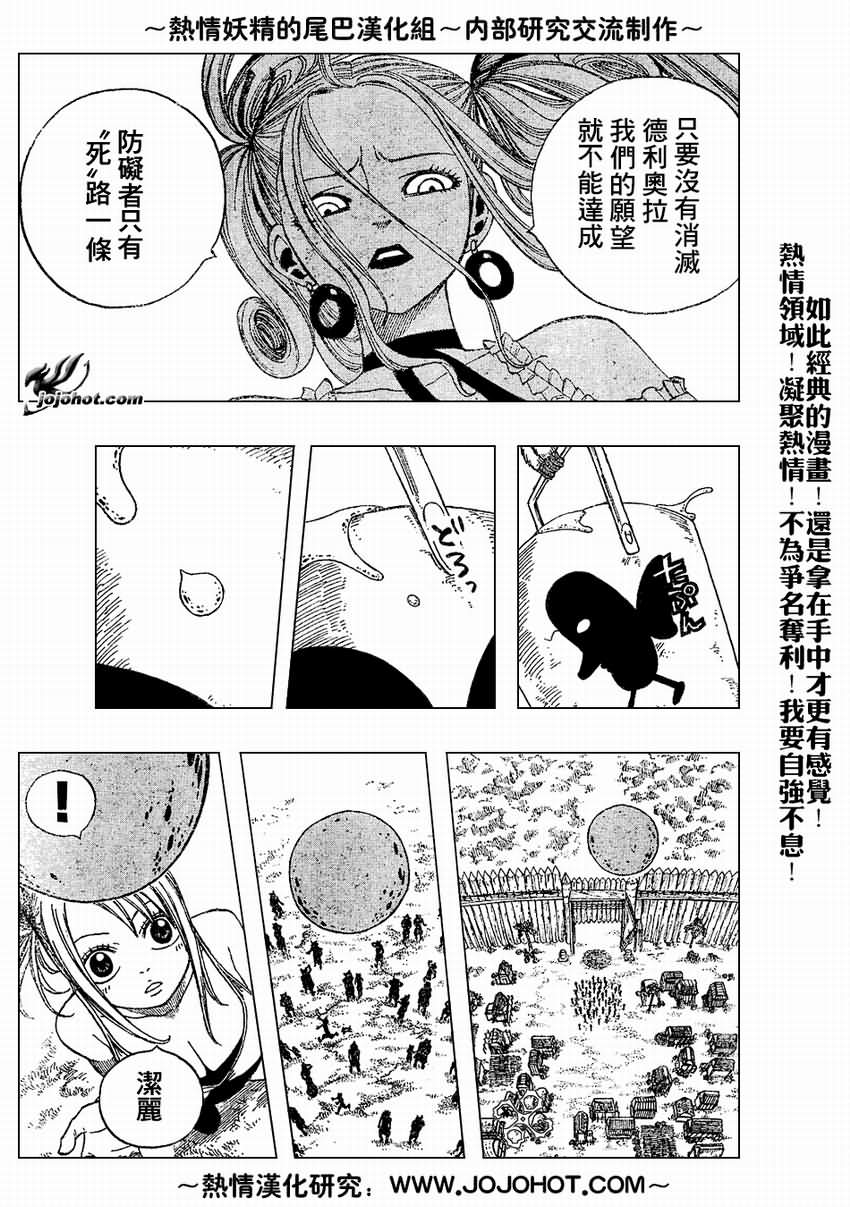 ～熱情妖精的尾巴漢化組～内部研究交流制作～
只要沒有消滅
德利奧拉
我們的願望
就不能達成
防礙者只有
"死"路一條
jojohot.com
たぷん
どろっ
！
潔麗
如此經典的漫畫！還是拿在手中才更有感覺！
熱情領域！凝聚熱情！不為爭名奪利！我要自強不息！
～熱情漢化研究：WWW.JOJOHOT.COM～